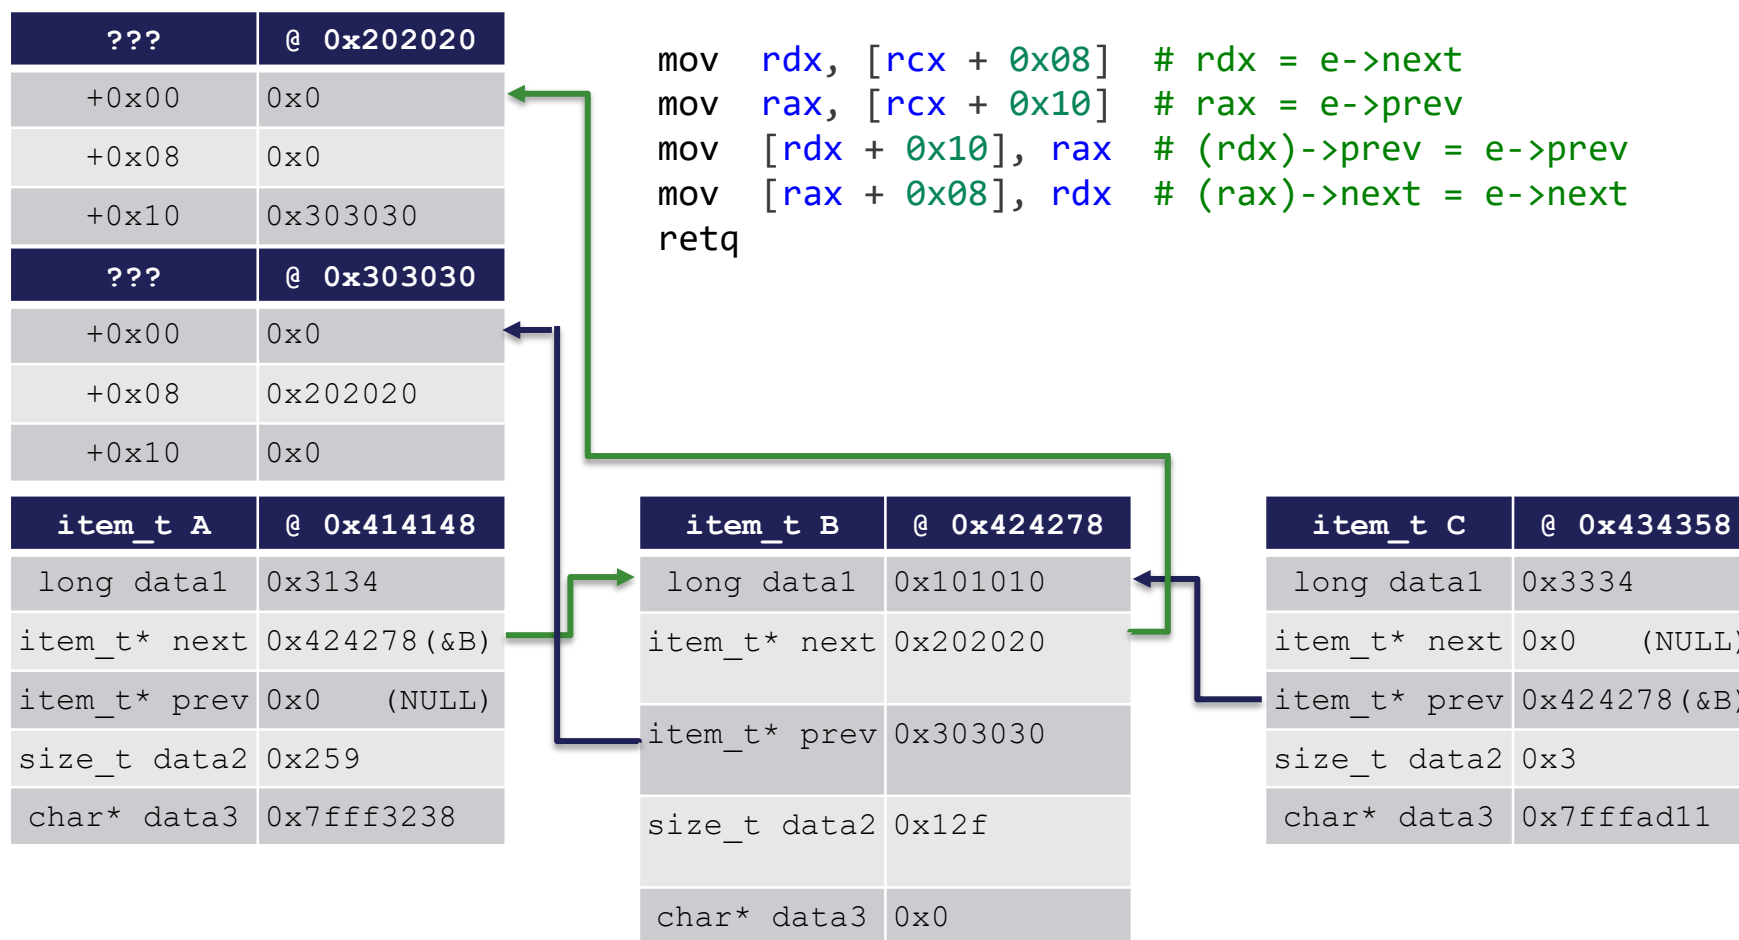 ??? @ 0x202020
+0x00 0x0
+0x08 0x0
+0x10 0x303030
??? @ 0x303030
+0x00 0x0
+0x08 0x202020
+0x10 0x0
mov rdx, [rcx + 0x08] # rdx = e->next
mov rax, [rcx + 0x10] # rax = e->prev
mov [rdx + 0x10], rax # (rdx)->prev = e->prev
mov [rax + 0x08], rdx # (rax)->next = e->next
retq
item_t A @ 0x414148
long data1 0x3134
item_t* next 0x424278(&B)
item_t* prev 0x0 (NULL)
size_t data2 0x259
char* data3 0x7fff3238
item_t B @ 0x424278
long data1 0x101010
item_t* next 0x202020
item_t* prev 0x303030
size_t data2 0x12f
char* data3 0x0
item_t C @ 0x434358
long data1 0x3334
item_t* next 0x0 (NULL)
item_t* prev 0x424278(&B)
size_t data2 0x3
char* data3 0x7fffad11